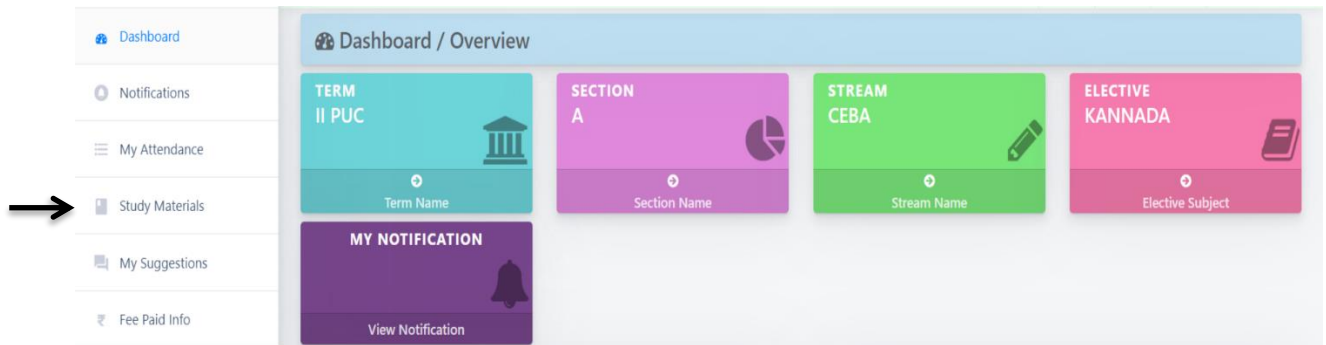 Dashboard
Notifications
My Attendance
Study Materials
My Suggestions
Fee Paid Info
Dashboard / Overview
TERM
II PUC
Term Name
SECTION
A
Section Name
STREAM
CEBA
Stream Name
ELECTIVE
KANNADA
Elective Subject
MY NOTIFICATION
View Notification